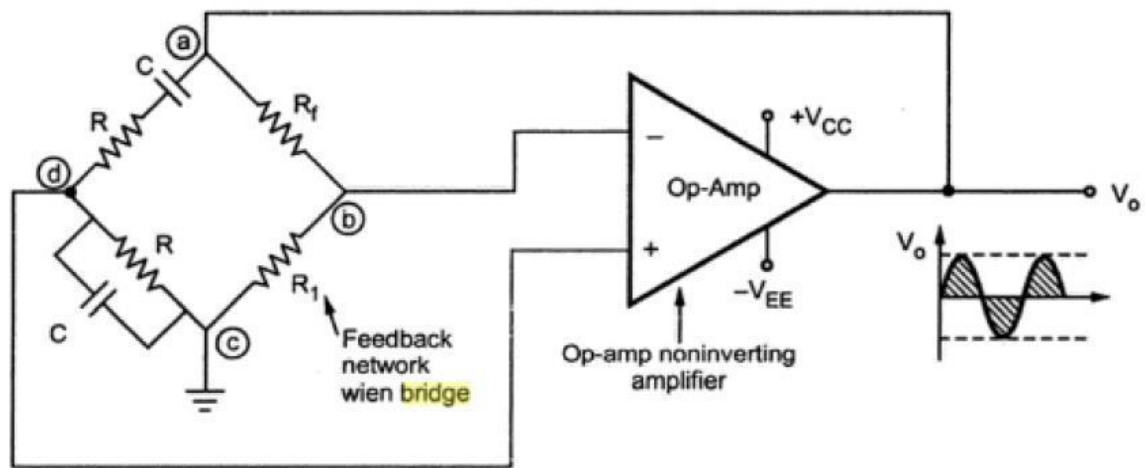 ⓐ
C
R
Rf
ⓓ
ⓑ
R
R1
C
ⓒ
Feedback
network
wien bridge
−
+
Op-Amp
+VCC
−VEE
Op-amp noninverting
amplifier
Vo
Vo